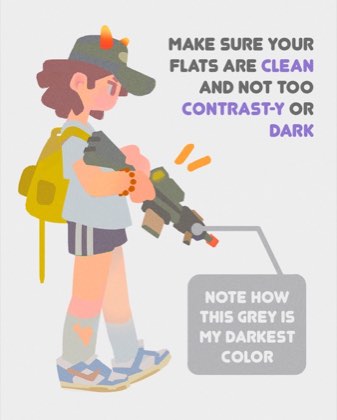 MAKE SURE YOUR
FLATS ARE CLEAN
AND NOT TOO
CONTRAST-Y OR
DARK
NOTE HOW
THIS GREY IS
MY DARKEST
COLOR